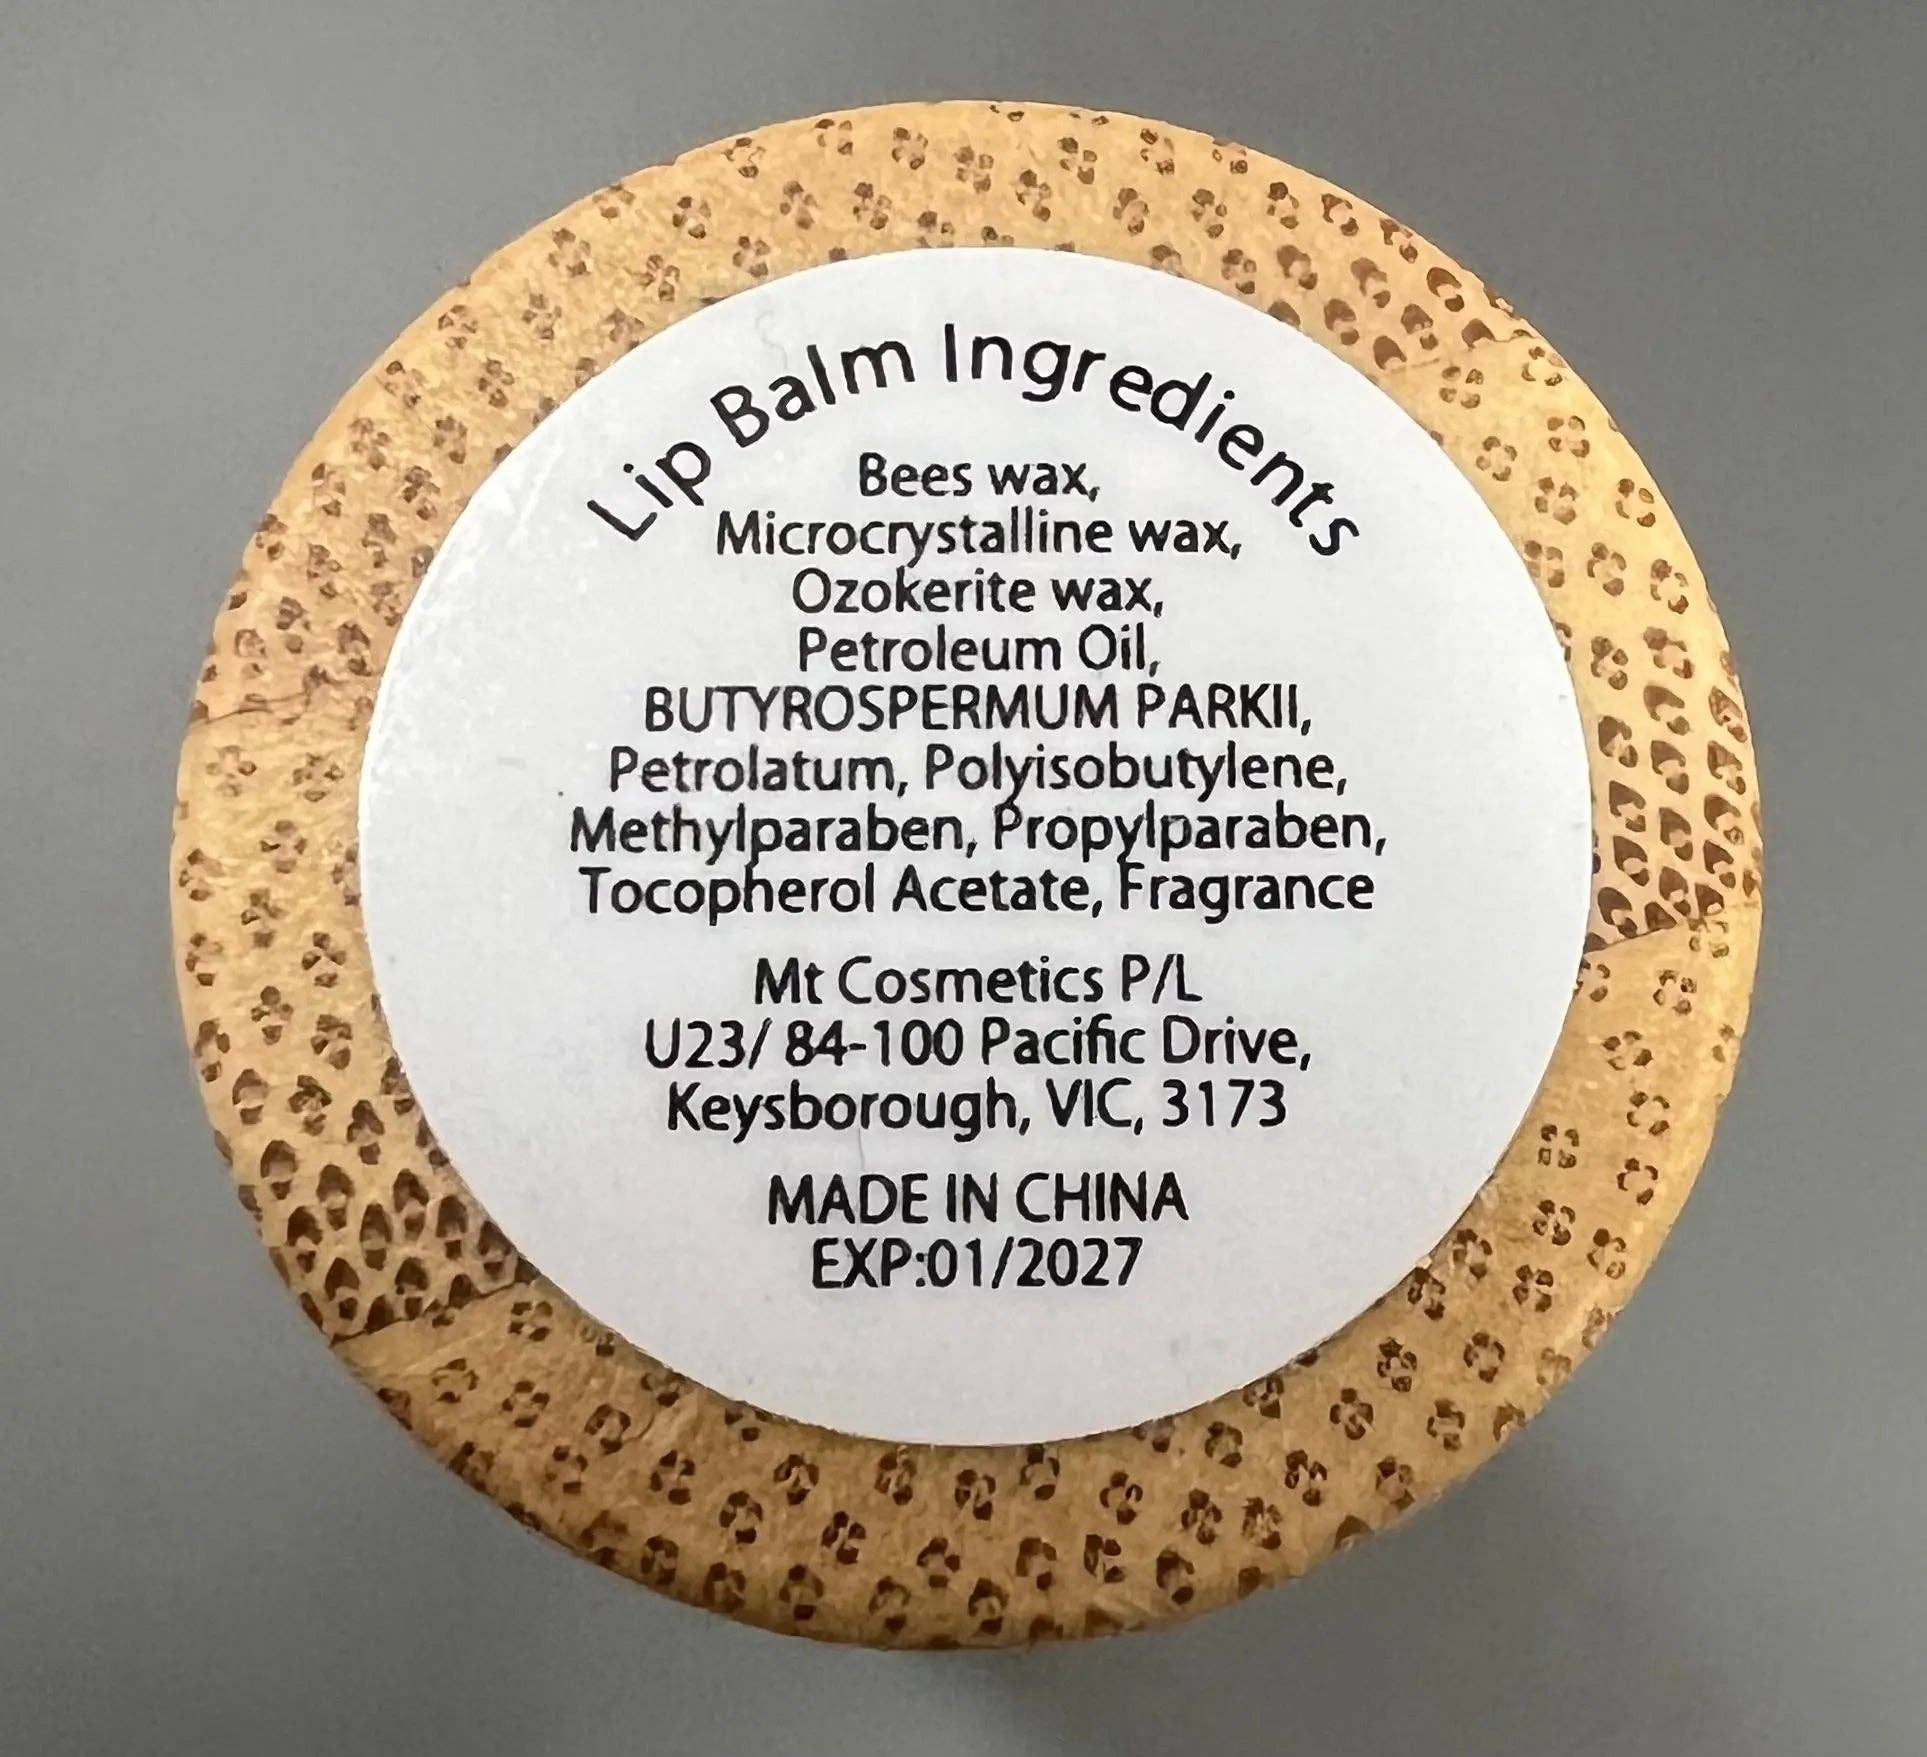 Lip Balm Ingredients
Bees wax,
Microcrystalline wax,
Ozokerite wax,
Petroleum Oil,
BUTYROSPERMUM PARKII,
Petrolatum, Polyisobutylene,
Methylparaben, Propylparaben,
Tocopherol Acetate, Fragrance
Mt Cosmetics P/L
U23/ 84-100 Pacific Drive,
Keysborough, VIC, 3173
MADE IN CHINA
EXP:01/2027